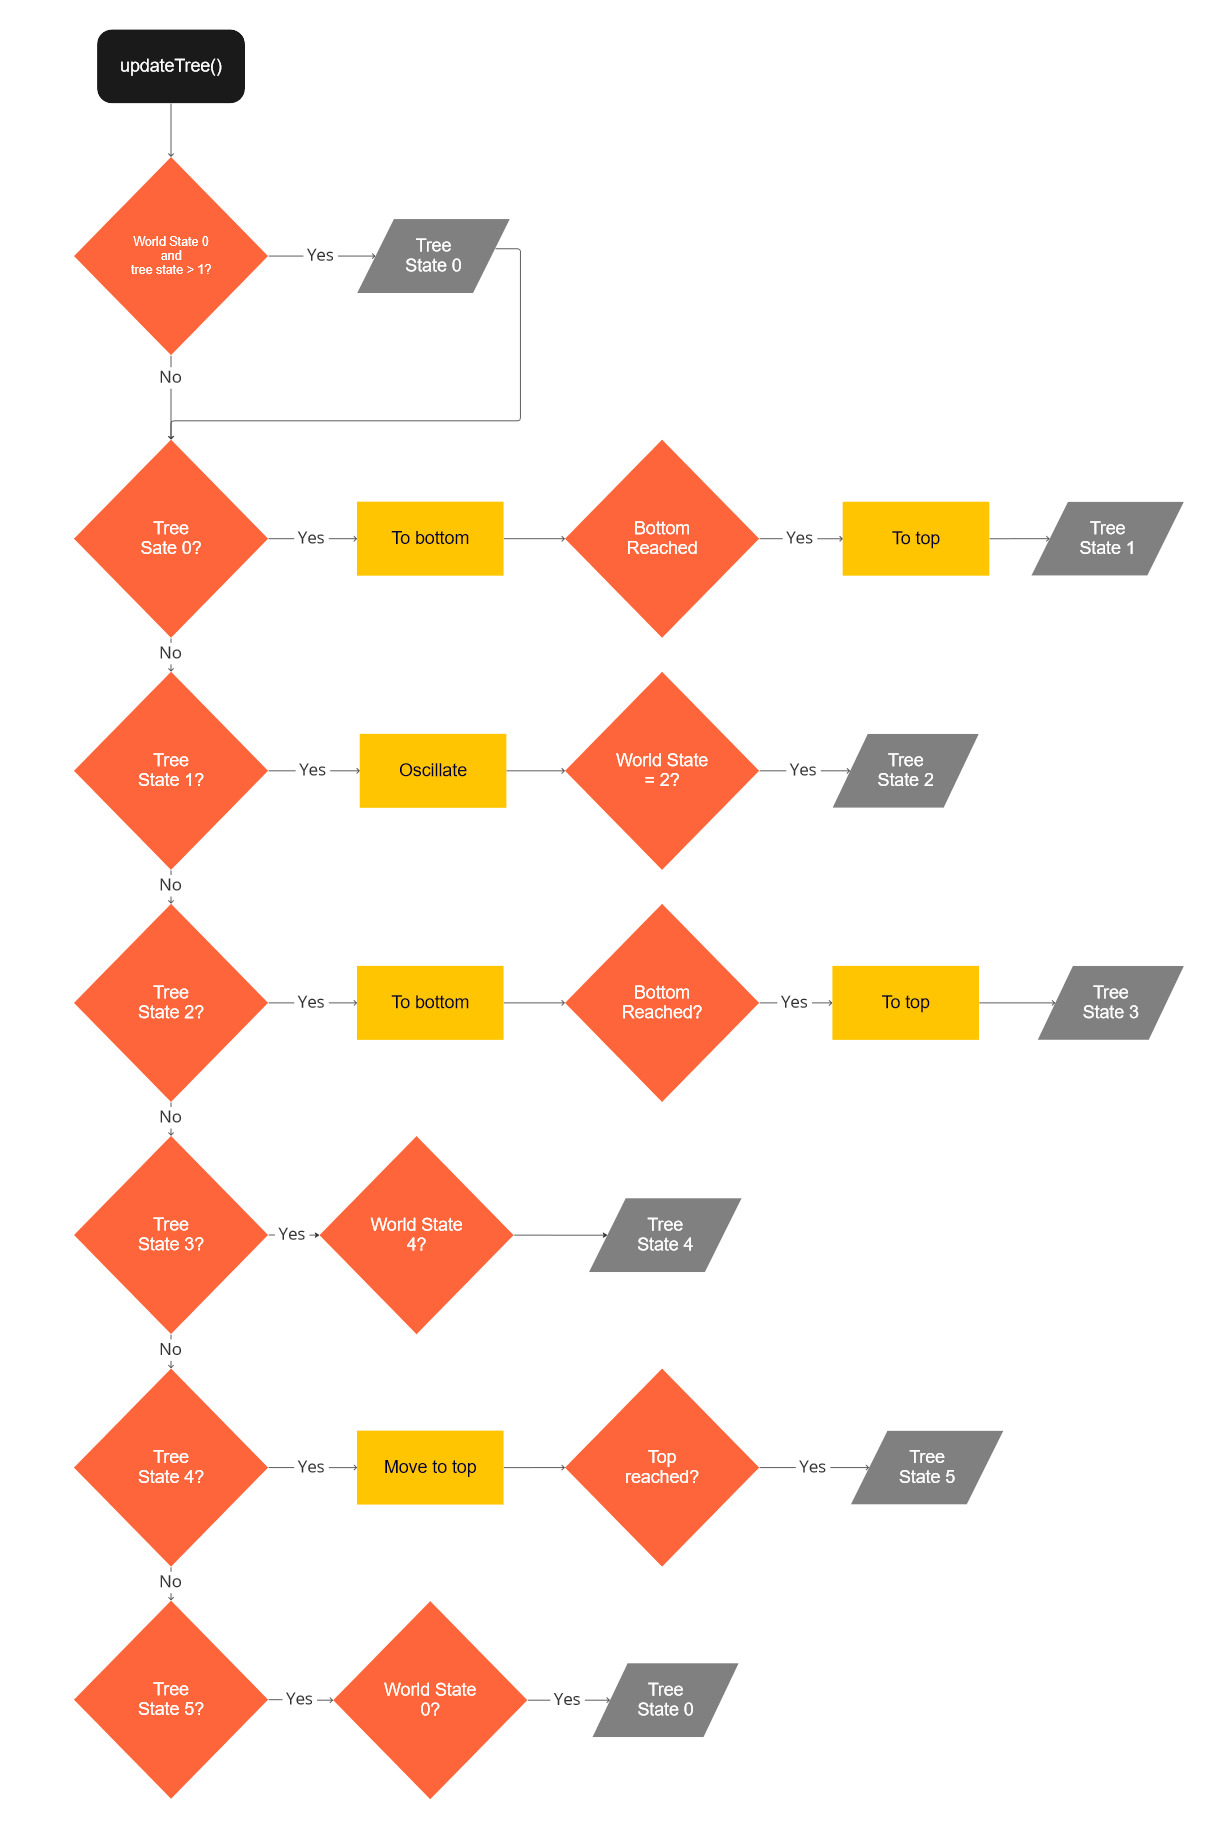 updateTree()
World State 0
and
tree state > 1?
Yes
Tree
State 0
No
Tree
Sate 0?
Yes
To bottom
Bottom
Reached
Yes
To top
Tree
State 1
No
Tree
State 1?
Yes
Oscillate
World State
= 2?
Yes
Tree
State 2
No
Tree
State 2?
Yes
To bottom
Bottom
Reached?
Yes
To top
Tree
State 3
No
Tree
State 3?
Yes
World State
4?
Tree
State 4
No
Tree
State 4?
Yes
Move to top
Top
reached?
Yes
Tree
State 5
No
Tree
State 5?
Yes
World State
0?
Yes
Tree
State 0